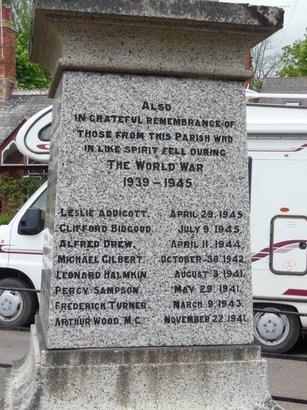 ALSO
IN GRATEFUL REMEMBRANCE OF
THOSE FROM THIS PARISH WHO
IN LIKE SPIRIT FELL DURING
THE WORLD WAR
1939-1945
LESLIE ADDICOTT. APRIL 29. 1945.
CLIFFORD BIDGOOD. JULY 9. 1945.
ALFRED DREW. APRIL 11. 1944.
MICHAEL GILBERT. OCTOBER 30. 1942.
LEONARD HALMKIN. AUGUST 3. 1941.
PERCY SAMPSON. MAY 29. 1941.
FREDERICK TURNER. MARCH 9. 1943.
ARTHUR WOOD, M.C. NOVEMBER 22. 1941.